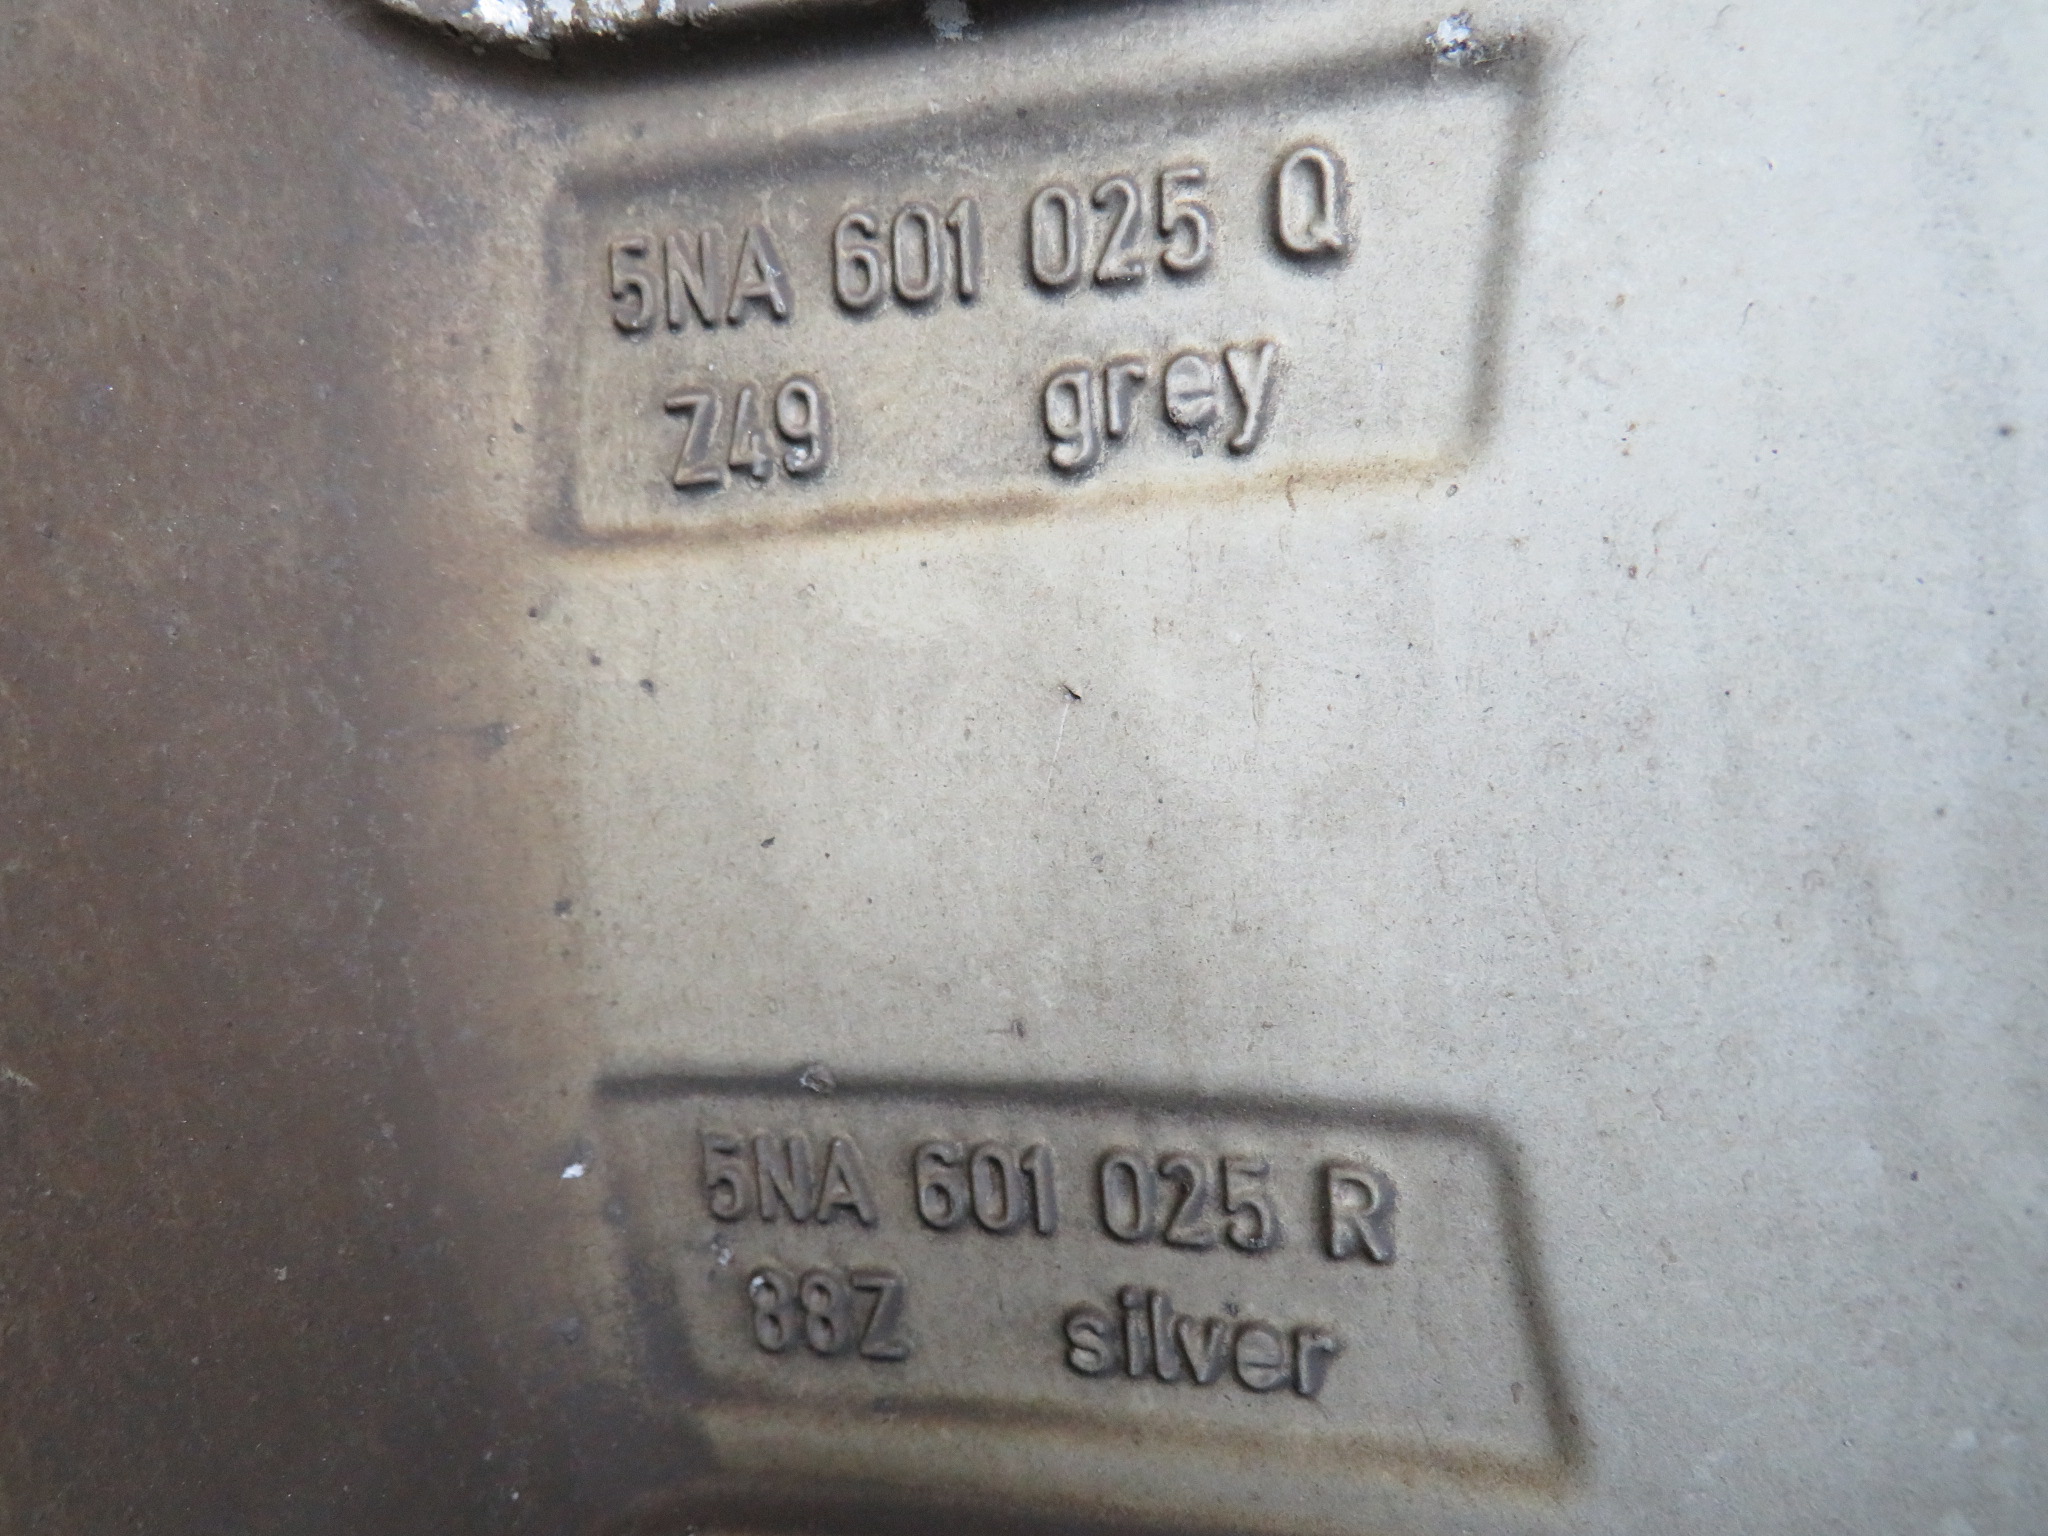 5NA 601 025 Q
Z49 grey
5NA 601 025 R
88Z silver